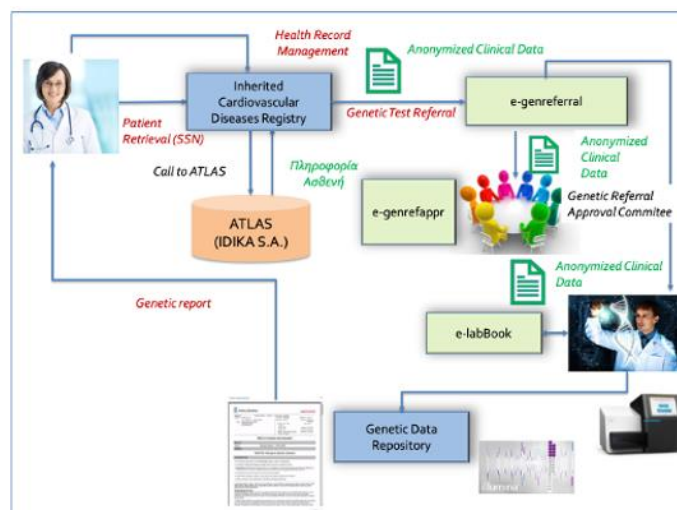 Health Record
Management
Anonymized Clinical Data
Inherited
Cardiovascular
Diseases Registry
e-genreferral
Patient
Retrieval (SSN)
Genetic Test Referral
Call to ATLAS
Πληροφορία
Ασθενή
Anonymized
Clinical
Data
ATLAS
(IDIKA S.A.)
e-genrefappr
Genetic Referral
Approval Commitee
Genetic report
Anonymized Clinical
Data
e-labBook
Genetic Data
Repository
illumina